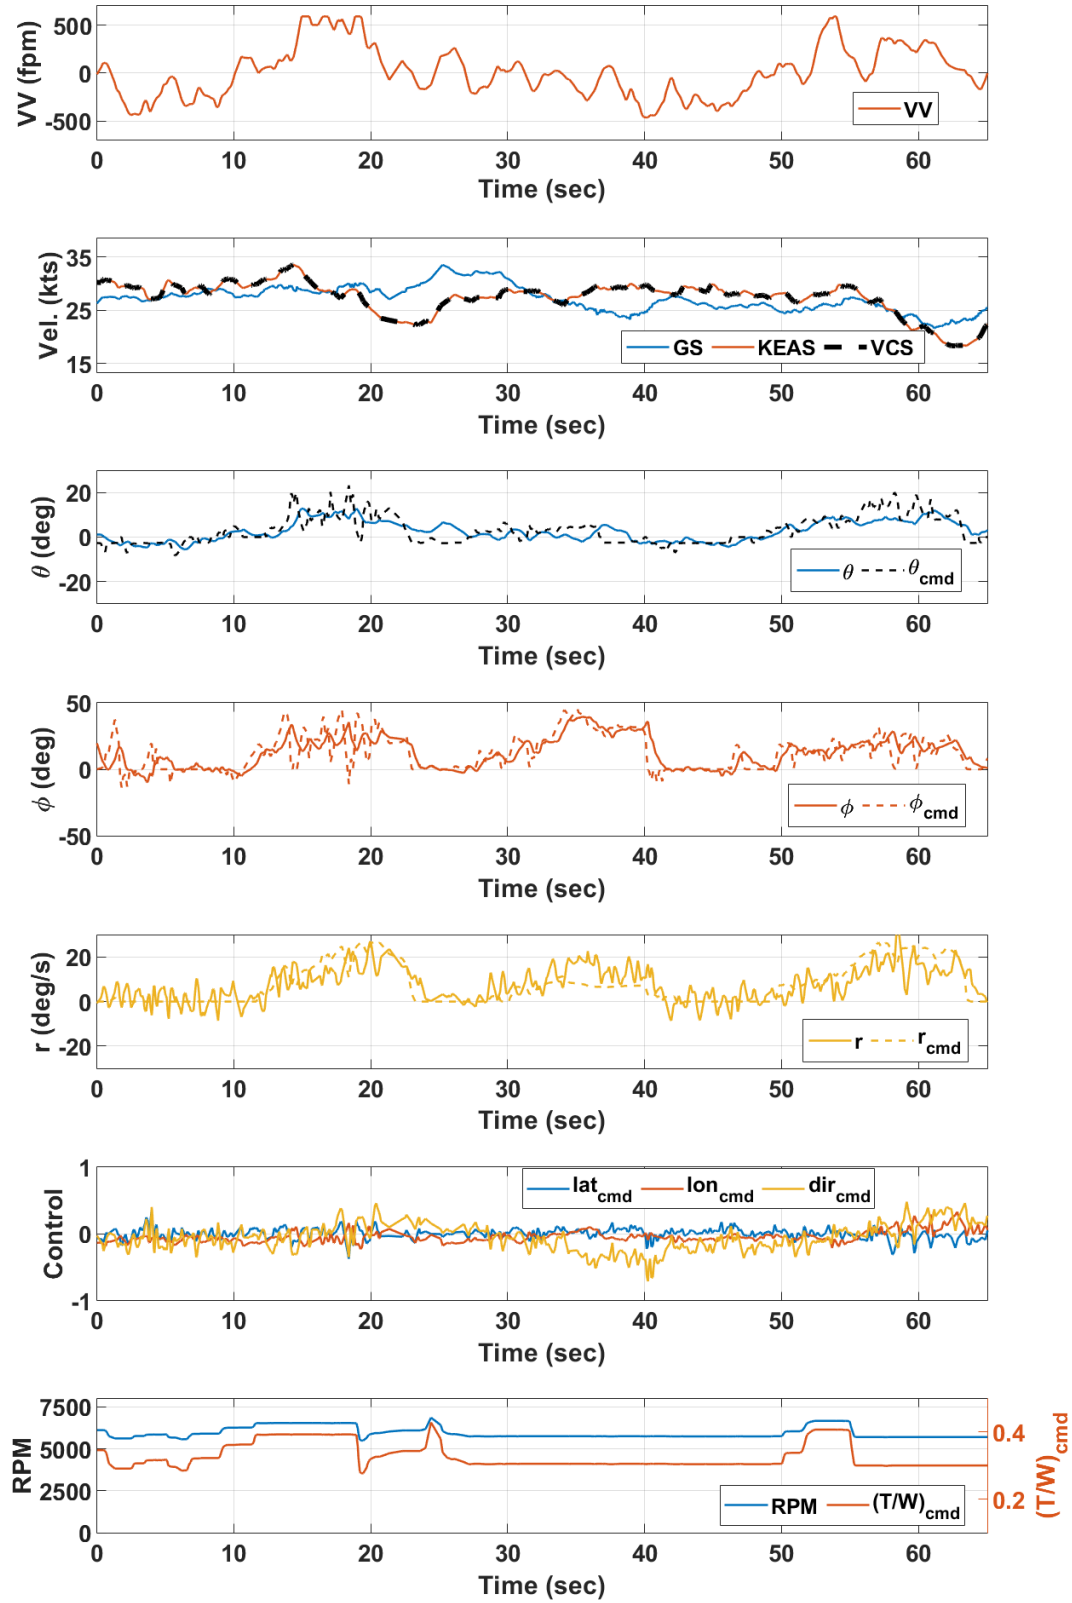 VV (fpm)
500
0
-500
VV
0 10 20 30 40 50 60
Time (sec)
Vel. (kts)
35
25
15
GS KEAS VCS
0 10 20 30 40 50 60
Time (sec)
θ (deg)
20
0
-20
θ θcmd
0 10 20 30 40 50 60
Time (sec)
ϕ (deg)
50
0
-50
ϕ ϕcmd
0 10 20 30 40 50 60
Time (sec)
r (deg/s)
20
0
-20
r rcmd
0 10 20 30 40 50 60
Time (sec)
Control
1
0
-1
latcmd loncmd dircmd
0 10 20 30 40 50 60
Time (sec)
RPM
7500
5000
2500
0
0.4
0.2
(T/W)cmd
RPM (T/W)cmd
0 10 20 30 40 50 60
Time (sec)